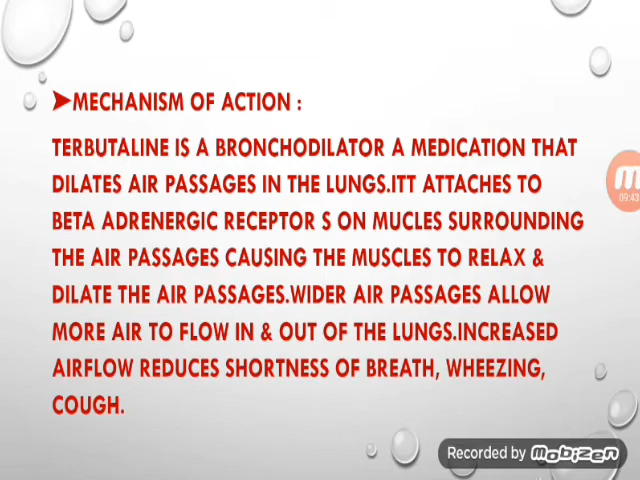 ➤MECHANISM OF ACTION :
TERBUTALINE IS A BRONCHODILATOR A MEDICATION THAT
DILATES AIR PASSAGES IN THE LUNGS.ITT ATTACHES TO
BETA ADRENERGIC RECEPTOR S ON MUCLES SURROUNDING
THE AIR PASSAGES CAUSING THE MUSCLES TO RELAX &
DILATE THE AIR PASSAGES.WIDER AIR PASSAGES ALLOW
MORE AIR TO FLOW IN & OUT OF THE LUNGS.INCREASED
AIRFLOW REDUCES SHORTNESS OF BREATH, WHEEZING,
COUGH.
M
09:43
Recorded by mobizen